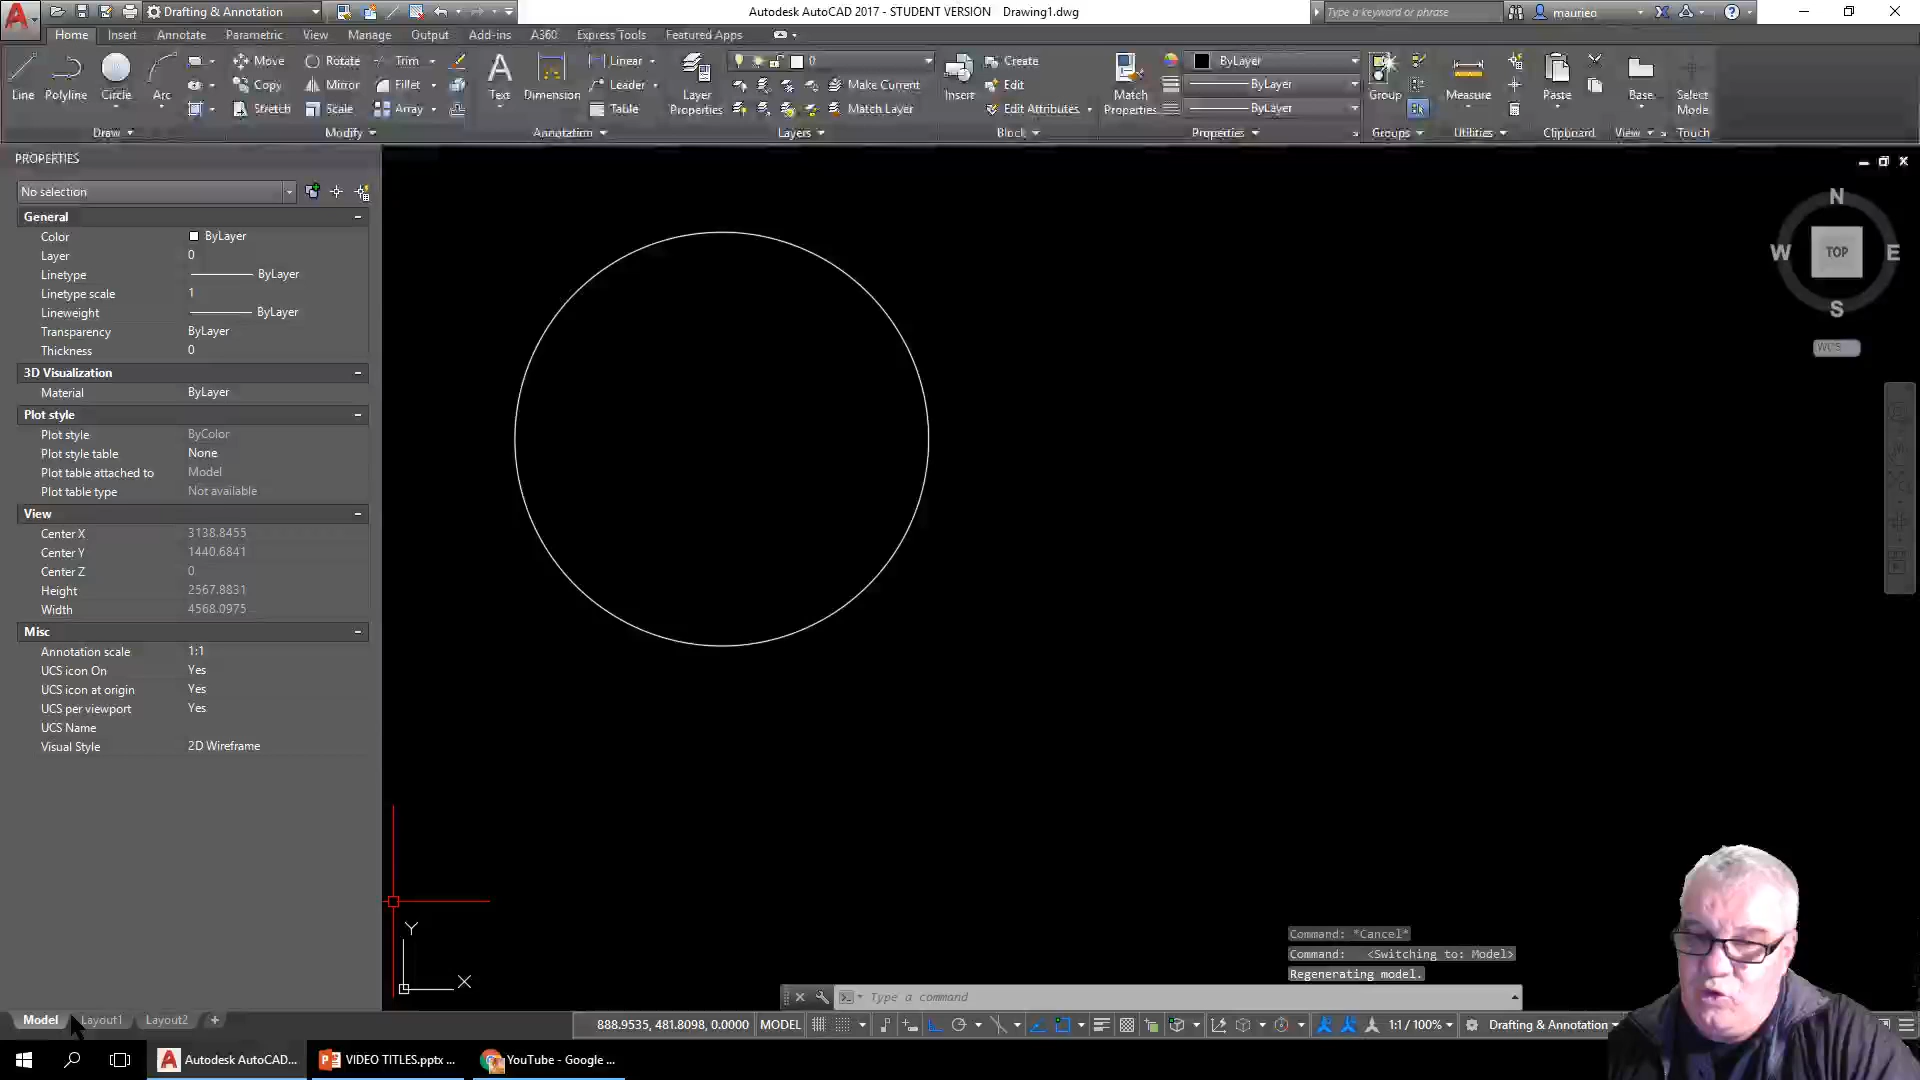 Drafting & Annotation
Autodesk AutoCAD 2017 - STUDENT VERSION Drawing1.dwg
Type a keyword or phrase
maurieo
Home Insert Annotate Parametric View Manage Output Add-ins A360 Express Tools Featured Apps
Line Polyline Circle Arc
Move Rotate Trim
Copy Mirror Fillet
Stretch Scale Array
Text Dimension
Linear
Leader
Table
Layer Properties
0
Make Current
Match Layer
Insert
Create
Edit
Edit Attributes
Match Properties
ByLayer
ByLayer
ByLayer
Group Measure Paste Base Select Mode
Draw Modify Annotation Layers Block Properties Groups Utilities Clipboard View Touch
PROPERTIES
No selection
General
Color ByLayer
Layer 0
Linetype ByLayer
Linetype scale 1
Lineweight ByLayer
Transparency ByLayer
Thickness 0
3D Visualization
Material ByLayer
Plot style
Plot style ByColor
Plot style table None
Plot table attached to Model
Plot table type Not available
View
Center X 3138.8455
Center Y 1440.6841
Center Z 0
Height 2567.8831
Width 4568.0975
Misc
Annotation scale 1:1
UCS icon On Yes
UCS icon at origin Yes
UCS per viewport Yes
UCS Name
Visual Style 2D Wireframe
N
W TOP E
S
WCS
Y
X
Command: *Cancel*
Command: <Switching to: Model>
Regenerating model.
Type a command
Model Layout1 Layout2 +
888.9535, 481.8098, 0.0000 MODEL 1:1 / 100% Drafting & Annotation
Autodesk AutoCAD... VIDEO TITLES.pptx ... YouTube - Google ...